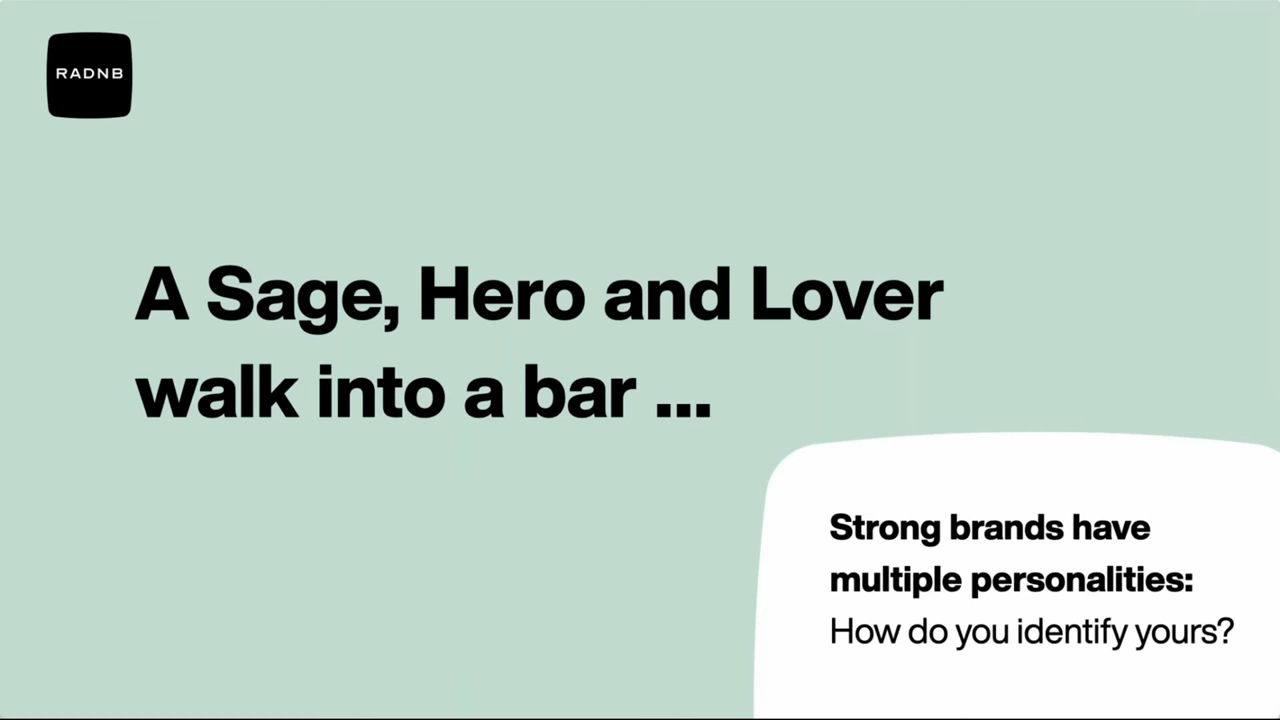 RADNB
A Sage, Hero and Lover
walk into a bar ...
Strong brands have
multiple personalities:
How do you identify yours?